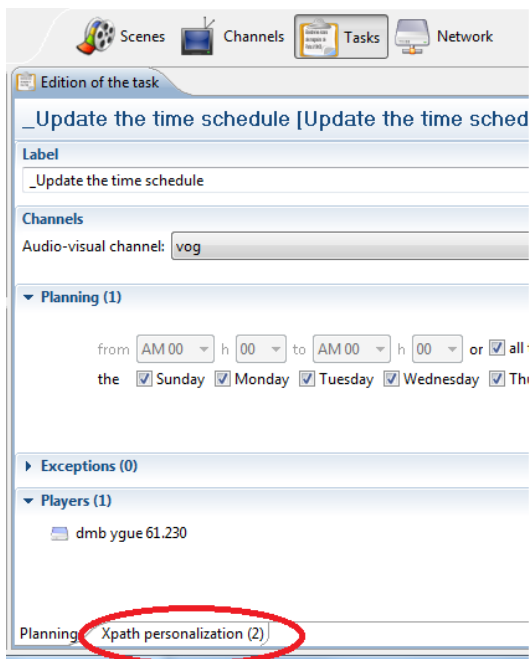 Scenes Channels Tasks Network
Edition of the task
_Update the time schedule [Update the time sched
Label
_Update the time schedule
Channels
Audio-visual channel: vog
Planning (1)
from AM 00 h 00 to AM 00 h 00 or all
the Sunday Monday Tuesday Wednesday Thu
Exceptions (0)
Players (1)
dmb ygue 61.230
Planning Xpath personalization (2)